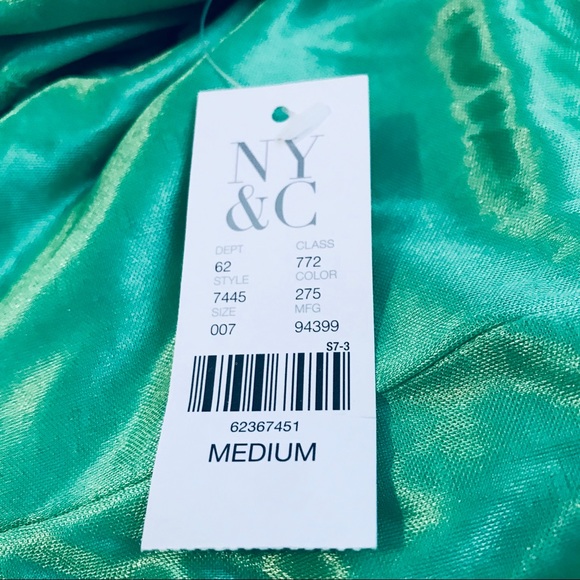 NY
&C
DEPT CLASS
62 772
STYLE COLOR
7445 275
SIZE MFG
007 94399
S7-3
62367451
MEDIUM